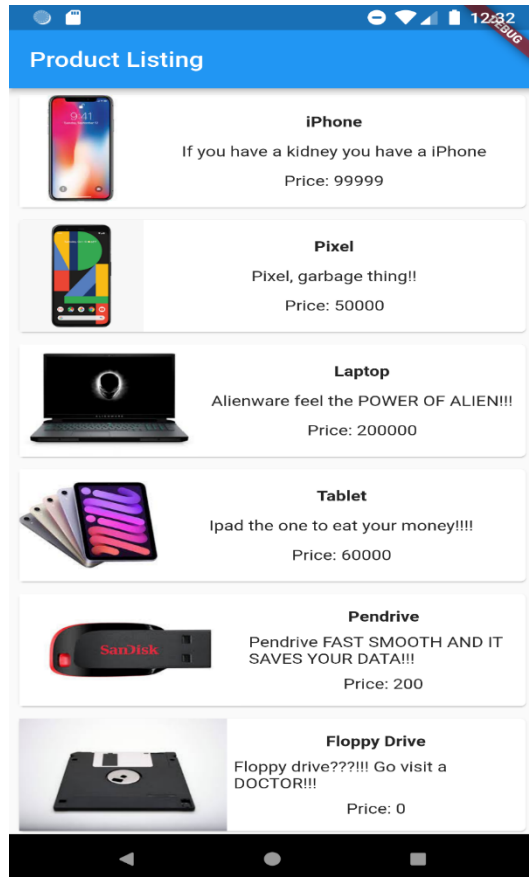 12:32
DEBUG
Product Listing
9:41
iPhone
If you have a kidney you have a iPhone
Price: 99999
Pixel
Pixel, garbage thing!!
Price: 50000
Laptop
Alienware feel the POWER OF ALIEN!!!
Price: 200000
Tablet
Ipad the one to eat your money!!!!
Price: 60000
SanDisk
Pendrive
Pendrive FAST SMOOTH AND IT
SAVES YOUR DATA!!!
Price: 200
Floppy Drive
Floppy drive???!!! Go visit a
DOCTOR!!!
Price: 0